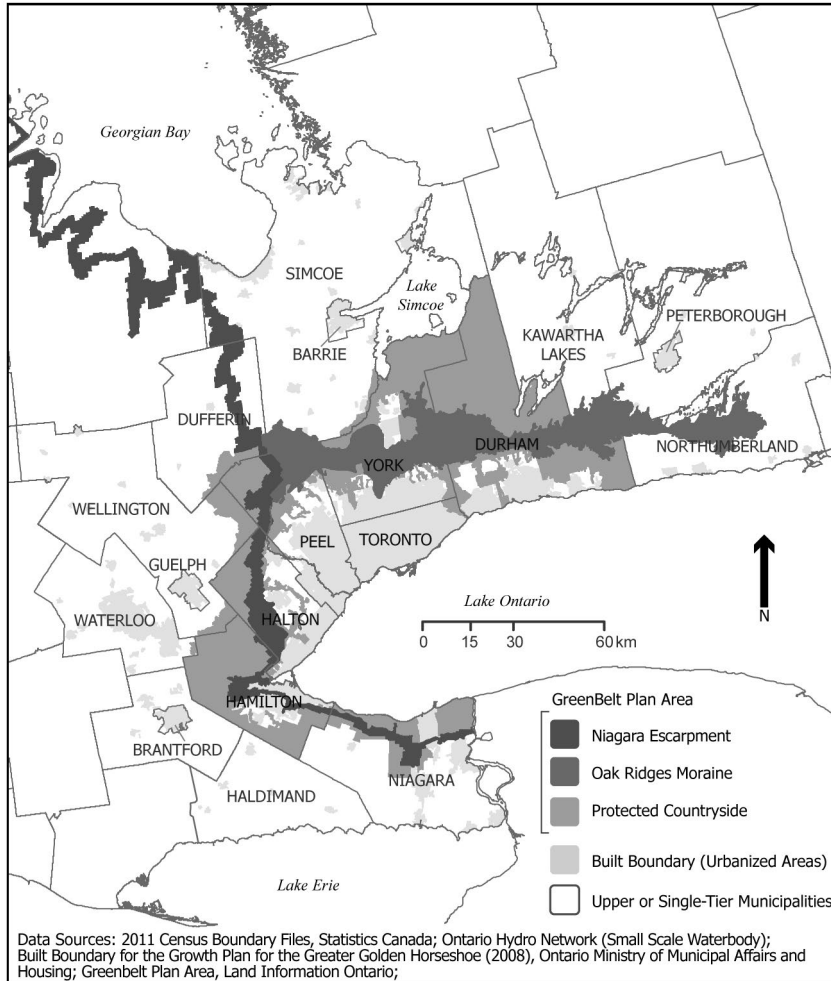 Georgian Bay
SIMCOE
Lake
Simcoe
BARRIE
KAWARTHA
LAKES
PETERBOROUGH
DUFFERIN
YORK
DURHAM
NORTHUMBERLAND
WELLINGTON
PEEL
TORONTO
GUELPH
WATERLOO
HALTON
Lake Ontario
0 15 30 60 km
N
HAMILTON
BRANTFORD
HALDIMAND
NIAGARA
Lake Erie
GreenBelt Plan Area
Niagara Escarpment
Oak Ridges Moraine
Protected Countryside
Built Boundary (Urbanized Areas)
Upper or Single-Tier Municipalities
Data Sources: 2011 Census Boundary Files, Statistics Canada; Ontario Hydro Network (Small Scale Waterbody);
Built Boundary for the Growth Plan for the Greater Golden Horseshoe (2008), Ontario Ministry of Municipal Affairs and
Housing; Greenbelt Plan Area, Land Information Ontario;